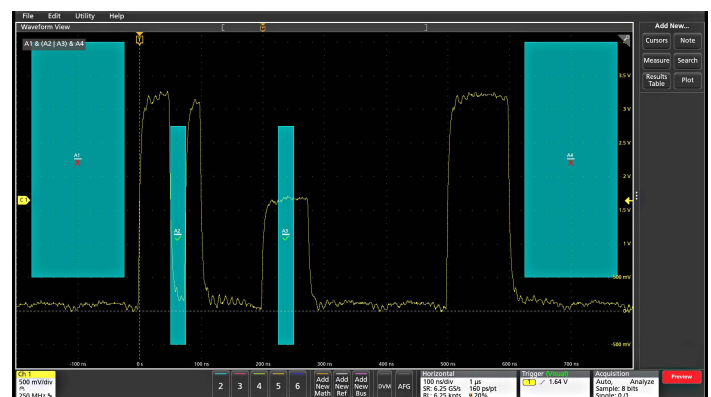 File Edit Utility Help
Waveform View
A1 & (A2 | A3) & A4
Add New...
Cursors Note
Measure Search
Results Table Plot
3.5 V
3 V
2.5 V
2 V
1.5 V
1 V
500 mV
0 V
-500 mV
A1
A2
A3
A4
C1
-100 ns 0 s 100 ns 200 ns 300 ns 400 ns 500 ns 600 ns 700 ns
Ch 1
500 mV/div
250 MHz
2 3 4 5 6
Add New Math
Add New Ref
Add New Bus
DVM AFG
Horizontal
100 ns/div 1 µs
SR: 6.25 GS/s 160 ps/pt
RL: 6.25 kpts 20%
Trigger (Visual)
1 1.64 V
Acquisition
Auto, Analyze
Sample: 8 bits
Single: 0/1
Preview